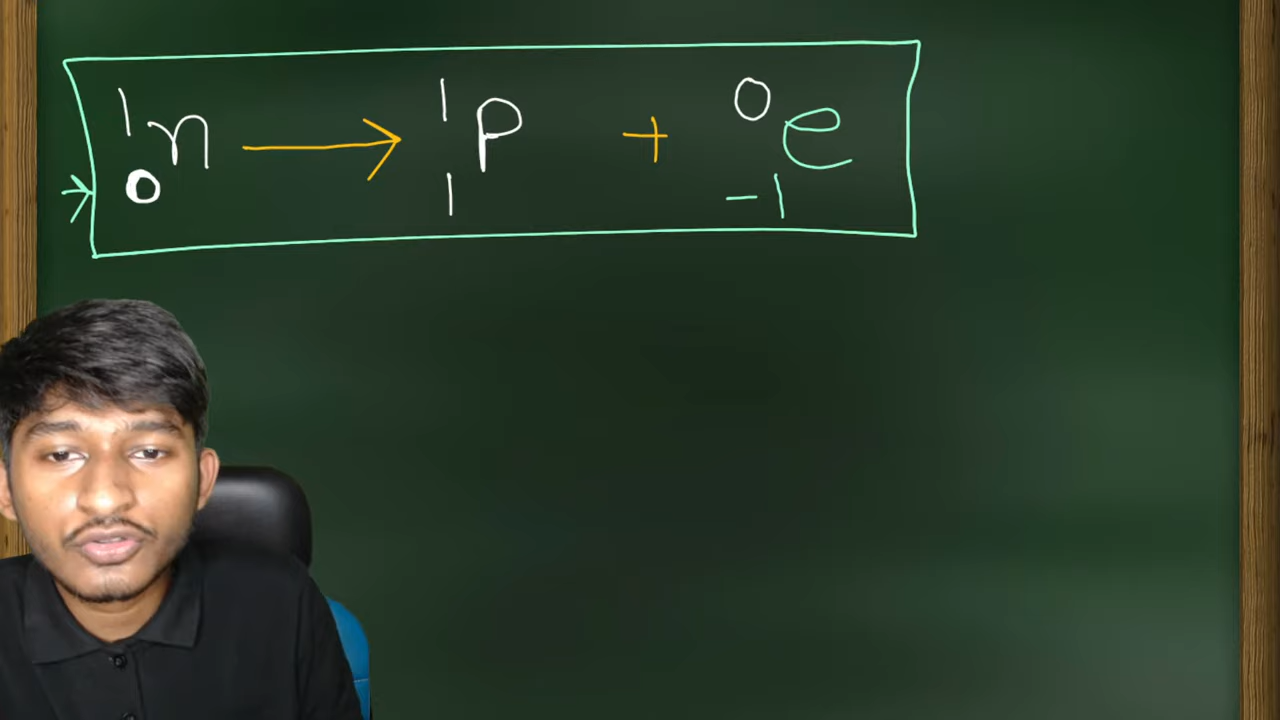 ¹₀n → ¹₁p + ⁰₋₁e